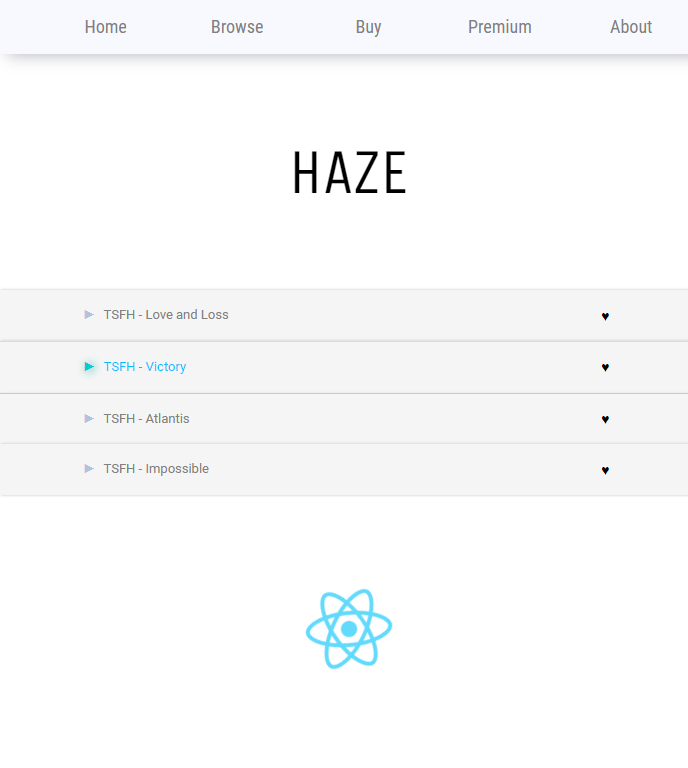 Home Browse Buy Premium About
HAZE
► TSFH - Love and Loss ♥
► TSFH - Victory ♥
► TSFH - Atlantis ♥
► TSFH - Impossible ♥